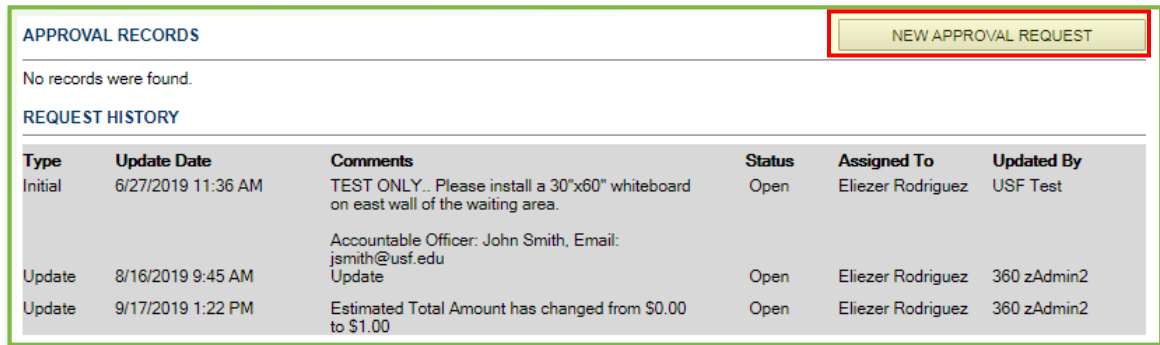 APPROVAL RECORDS NEW APPROVAL REQUEST
No records were found.
REQUEST HISTORY
Type Update Date Comments Status Assigned To Updated By
Initial 6/27/2019 11:36 AM TEST ONLY.. Please install a 30"x60" whiteboard Open Eliezer Rodriguez USF Test
on east wall of the waiting area.
Accountable Officer: John Smith, Email:
jsmith@usf.edu
Update 8/16/2019 9:45 AM Update Open Eliezer Rodriguez 360 zAdmin2
Update 9/17/2019 1:22 PM Estimated Total Amount has changed from $0.00 Open Eliezer Rodriguez 360 zAdmin2
to $1.00